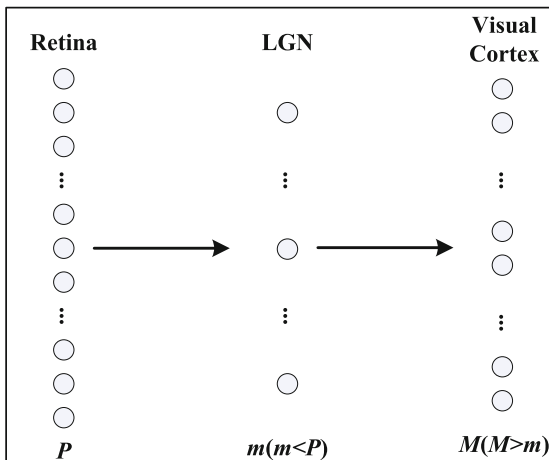 Retina
LGN
Visual
Cortex
P
m(m<P)
M(M>m)